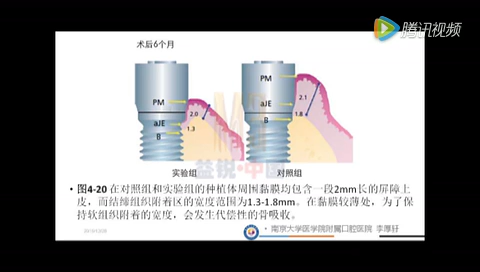 腾讯视频
术后6个月
PM
aJE
B
2.0
1.3
PM
aJE
B
2.1
1.8
实验组
对照组
益锐·中国
•图4-20 在对照组和实验组的种植体周围黏膜均包含一段2mm长的屏障上
皮，而结缔组织附着区的宽度范围为1.3-1.8mm。在黏膜较薄处，为了保
持软组织附着的宽度，会发生代偿性的骨吸收。
南京大学医学院附属口腔医院 李厚轩